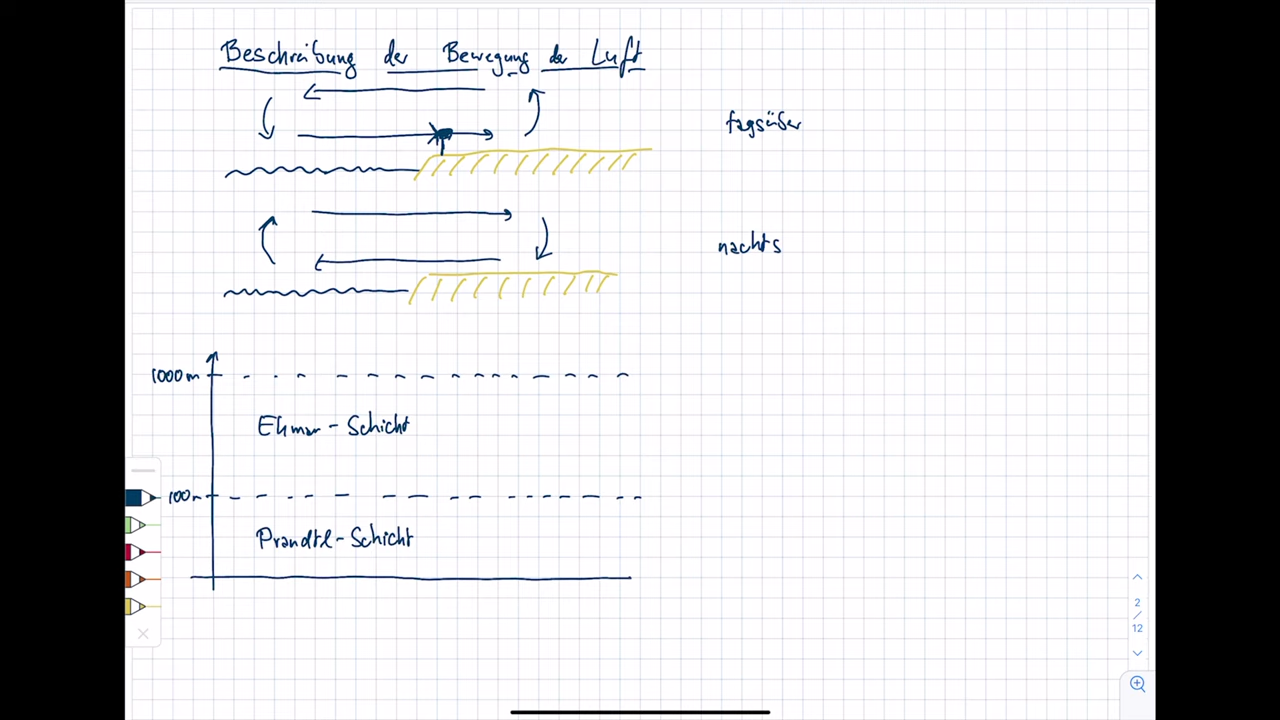 Beschreibung der Bewegung der Luft
tagsüber
nachts
1000m
Ekman-Schicht
100m
Prandtl-Schicht
2
/
12